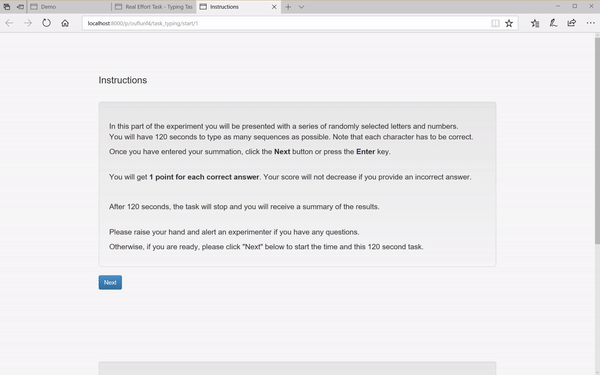 Demo
Real Effort Task - Typing Tas
Instructions
localhost:8000/p/ouflunf4/task_typing/start/1
Instructions
In this part of the experiment you will be presented with a series of randomly selected letters and numbers.
You will have 120 seconds to type as many sequences as possible. Note that each character has to be correct.
Once you have entered your summation, click the Next button or press the Enter key.
You will get 1 point for each correct answer. Your score will not decrease if you provide an incorrect answer.
After 120 seconds, the task will stop and you will receive a summary of the results.
Please raise your hand and alert an experimenter if you have any questions.
Otherwise, if you are ready, please click "Next" below to start the time and this 120 second task.
Next